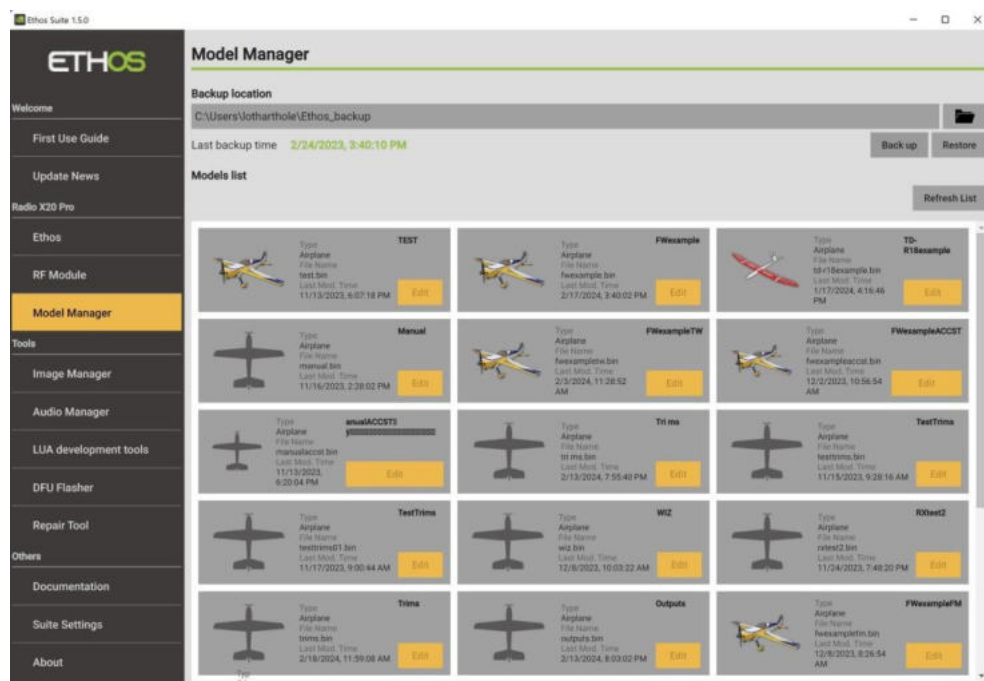 Ethos Suite 1.5.0
ETHOS
Welcome
First Use Guide
Update News
Radio X20 Pro
Ethos
RF Module
Model Manager
Tools
Image Manager
Audio Manager
LUA development tools
DFU Flasher
Repair Tool
Others
Documentation
Suite Settings
About
Model Manager
Backup location
C:\Users\lotharthole\Ethos_backup
Last backup time 2/24/2023, 3:40:10 PM
Back up Restore
Models list
Refresh List
Type
TEST
Airplane
File Name
test.bin
Last Mod. Time
11/13/2023, 6:07:18 PM
Edit
Type
FWexample
Airplane
File Name
fwexample.bin
Last Mod. Time
2/17/2024, 3:40:02 PM
Edit
Type
TD-
R18example
Airplane
File Name
td-r18example.bin
Last Mod. Time
1/17/2024, 4:16:46
PM
Edit
Type
Manual
Airplane
File Name
manual.bin
Last Mod. Time
11/16/2023, 2:28:02 PM
Edit
Type
FWexampleTW
Airplane
File Name
fwexampletw.bin
Last Mod. Time
2/3/2024, 11:28:52
AM
Edit
Type
FWexampleACCST
Airplane
File Name
fwexampleaccst.bin
Last Mod. Time
12/2/2023, 10:56:54
AM
Edit
Type
Airplane
File Name
manualaccst.bin
Last Mod. Time
11/13/2023,
6:20:04 PM
Edit
Type
Tri ms
Airplane
File Name
tri ms.bin
Last Mod. Time
2/13/2024, 7:55:40 PM
Edit
Type
TestTrims
Airplane
File Name
testtrims.bin
Last Mod. Time
11/15/2023, 9:28:16 AM
Edit
Type
TestTrims
Airplane
File Name
testtrims01.bin
Last Mod. Time
11/17/2023, 9:00:44 AM
Edit
Type
WIZ
Airplane
File Name
wiz.bin
Last Mod. Time
12/8/2023, 10:03:22 AM
Edit
Type
RXtest2
Airplane
File Name
rxtest2.bin
Last Mod. Time
11/24/2023, 7:48:20 PM
Edit
Type
Trims
Airplane
File Name
trims.bin
Last Mod. Time
2/18/2024, 11:59:08 AM
Edit
Type
Outputs
Airplane
File Name
outputs.bin
Last Mod. Time
2/13/2024, 8:03:02 PM
Edit
Type
FWexampleFM
Airplane
File Name
fwexamplefm.bin
Last Mod. Time
12/8/2023, 8:26:54
AM
Edit